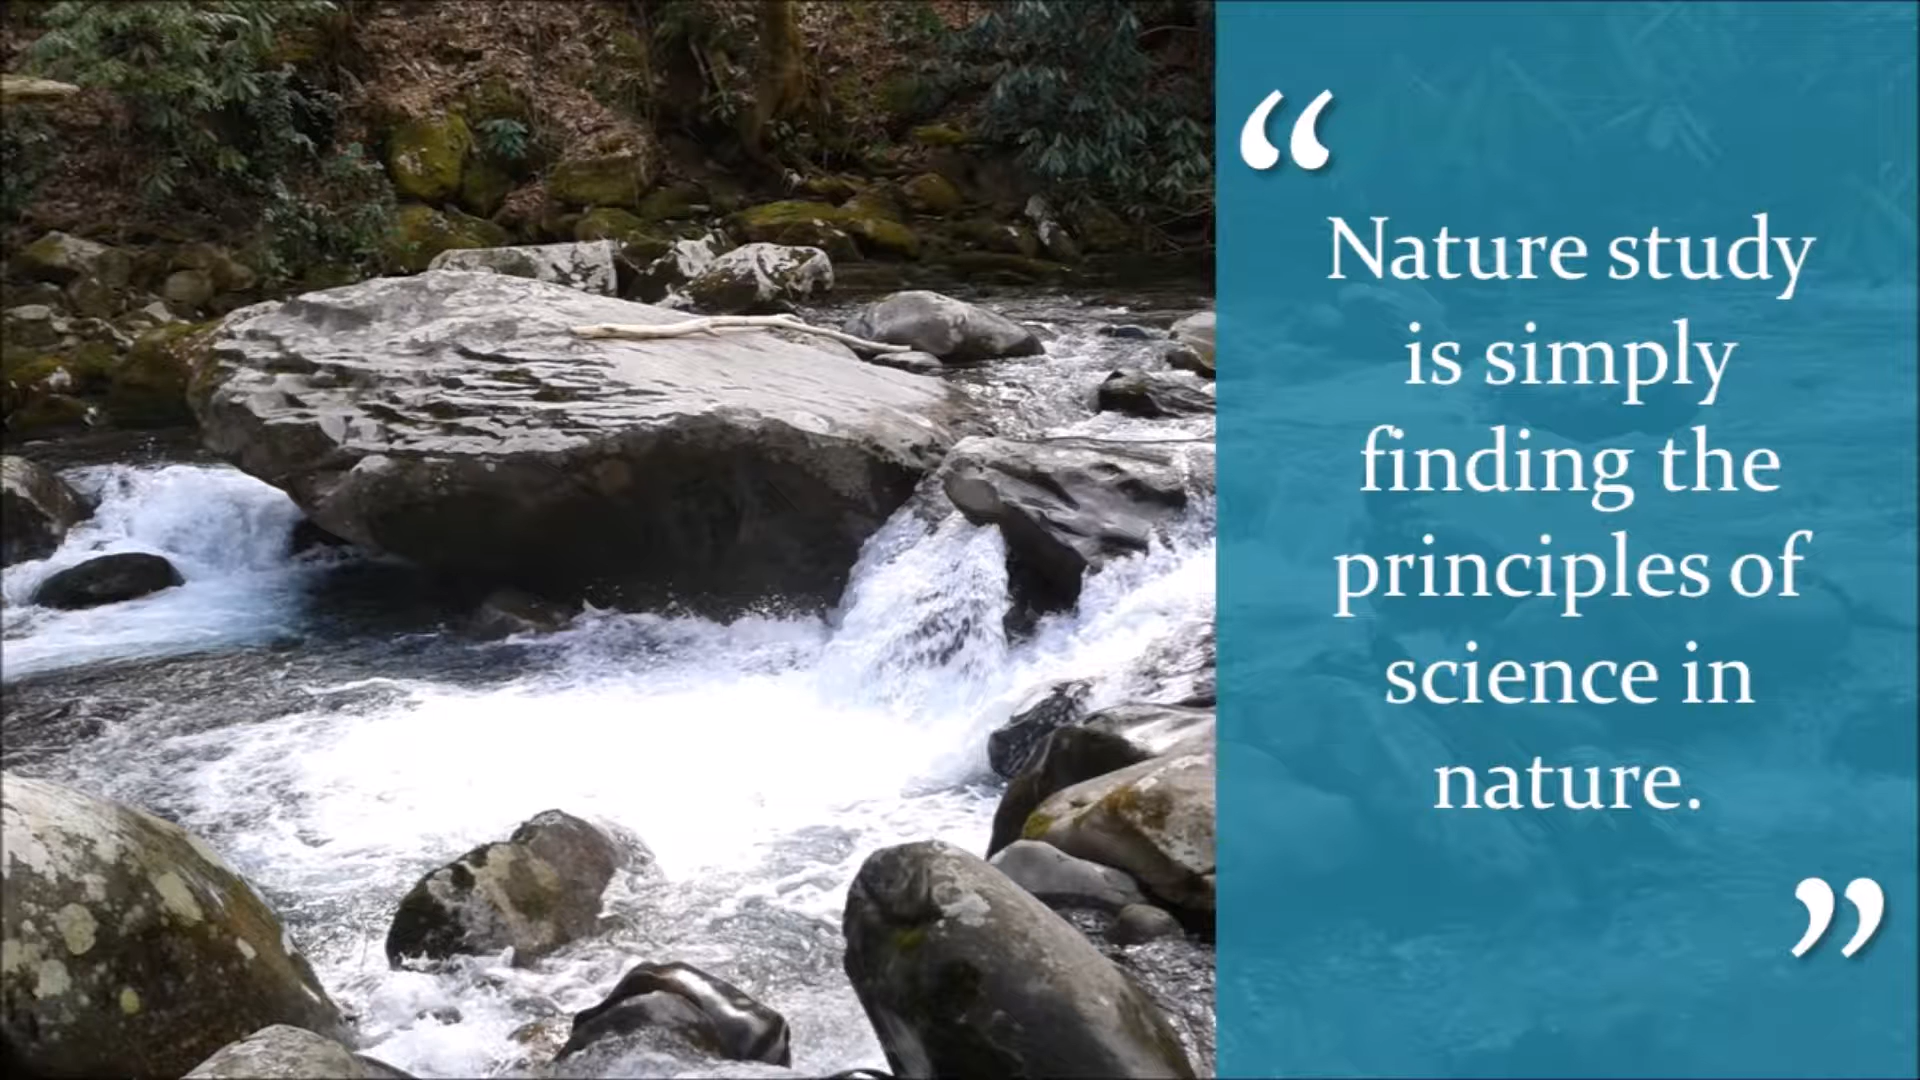 “
Nature study
is simply
finding the
principles of
science in
nature.
”